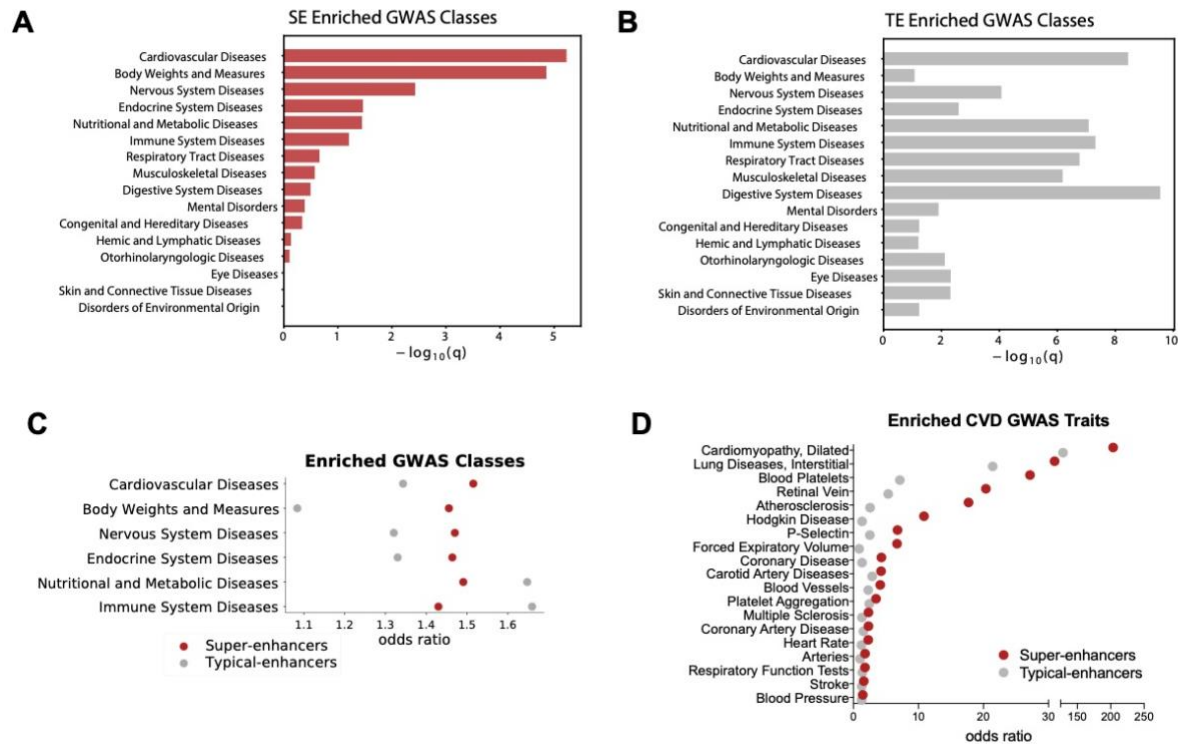 A
SE Enriched GWAS Classes
Cardiovascular Diseases
Body Weights and Measures
Nervous System Diseases
Endocrine System Diseases
Nutritional and Metabolic Diseases
Immune System Diseases
Respiratory Tract Diseases
Musculoskeletal Diseases
Digestive System Diseases
Mental Disorders
Congenital and Hereditary Diseases
Hemic and Lymphatic Diseases
Otorhinolaryngologic Diseases
Eye Diseases
Skin and Connective Tissue Diseases
Disorders of Environmental Origin
0 1 2 3 4 5
− log₁₀(q)
B
TE Enriched GWAS Classes
Cardiovascular Diseases
Body Weights and Measures
Nervous System Diseases
Endocrine System Diseases
Nutritional and Metabolic Diseases
Immune System Diseases
Respiratory Tract Diseases
Musculoskeletal Diseases
Digestive System Diseases
Mental Disorders
Congenital and Hereditary Diseases
Hemic and Lymphatic Diseases
Otorhinolaryngologic Diseases
Eye Diseases
Skin and Connective Tissue Diseases
Disorders of Environmental Origin
0 2 4 6 8 10
− log₁₀(q)
C
Enriched GWAS Classes
Cardiovascular Diseases
Body Weights and Measures
Nervous System Diseases
Endocrine System Diseases
Nutritional and Metabolic Diseases
Immune System Diseases
1.1 1.2 1.3 1.4 1.5 1.6
odds ratio
Super-enhancers
Typical-enhancers
D
Enriched CVD GWAS Traits
Cardiomyopathy, Dilated
Lung Diseases, Interstitial
Blood Platelets
Retinal Vein
Atherosclerosis
Hodgkin Disease
P-Selectin
Forced Expiratory Volume
Coronary Disease
Carotid Artery Diseases
Blood Vessels
Platelet Aggregation
Multiple Sclerosis
Coronary Artery Disease
Heart Rate
Arteries
Respiratory Function Tests
Stroke
Blood Pressure
Super-enhancers
Typical-enhancers
0 10 20 30 150 200 250
odds ratio